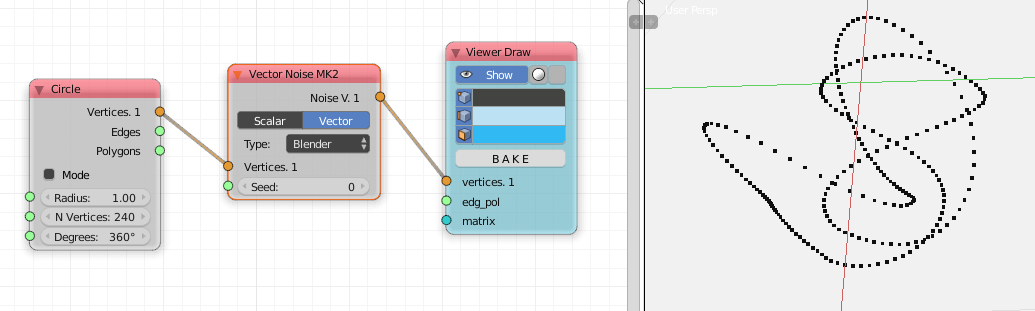 Circle
Vertices. 1
Edges
Polygons
Mode
Radius: 1.00
N Vertices: 240
Degrees: 360°
Vector Noise MK2
Noise V. 1
Scalar Vector
Type: Blender
Vertices. 1
Seed: 0
Viewer Draw
Show
BAKE
vertices. 1
edg_pol
matrix
User Persp